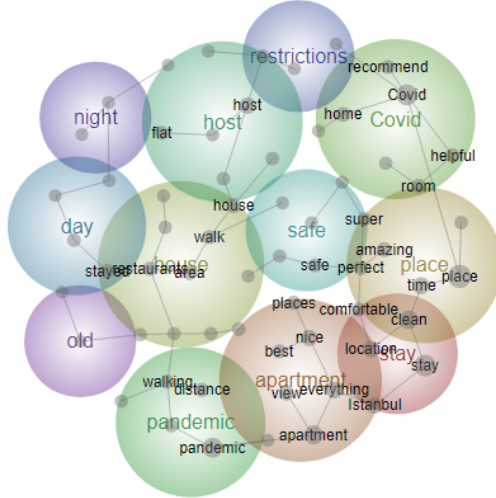 restrictions
recommend
Covid
host
home
Covid
night
host
flat
helpful
room
house
super
day
safe
walk
amazing
stayed
restaurant
house
area
safe
perfect
place
place
time
places
comfortable
clean
old
nice
best
location
stay
stay
walking
distance
apartment
view
everything
Istanbul
pandemic
pandemic
apartment